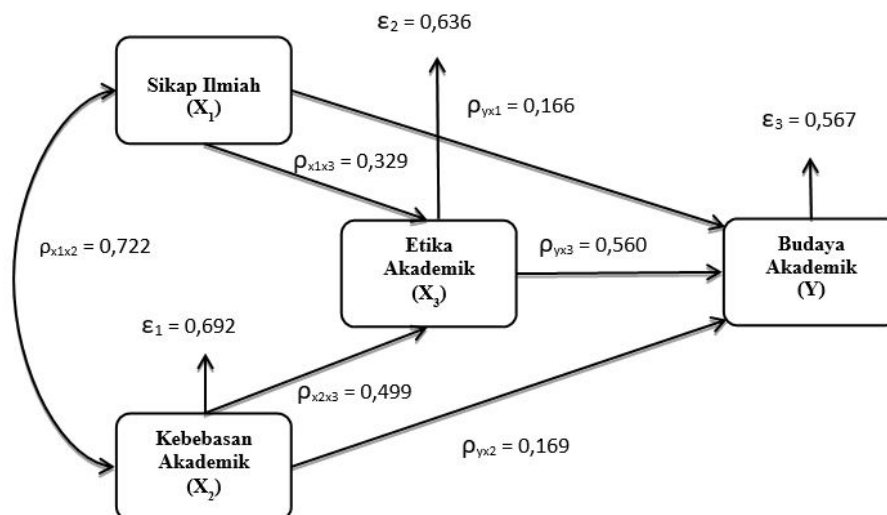 ε₂ = 0,636
Sikap Ilmiah
(X₁)
ρyx1 = 0,166
ε₃ = 0,567
ρx1x3 = 0,329
ρx1x2 = 0,722
Etika
Akademik
(X₃)
ρyx3 = 0,560
Budaya
Akademik
(Y)
ε₁ = 0,692
ρx2x3 = 0,499
Kebebasan
Akademik
(X₂)
ρyx2 = 0,169